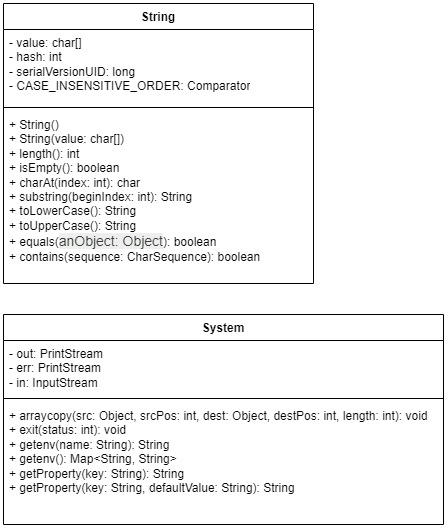 String
- value: char[]
- hash: int
- serialVersionUID: long
- CASE_INSENSITIVE_ORDER: Comparator
+ String()
+ String(value: char[])
+ length(): int
+ isEmpty(): boolean
+ charAt(index: int): char
+ substring(beginIndex: int): String
+ toLowerCase(): String
+ toUpperCase(): String
+ equals(anObject: Object): boolean
+ contains(sequence: CharSequence): boolean
System
- out: PrintStream
- err: PrintStream
- in: InputStream
+ arraycopy(src: Object, srcPos: int, dest: Object, destPos: int, length: int): void
+ exit(status: int): void
+ getenv(name: String): String
+ getenv(): Map<String, String>
+ getProperty(key: String): String
+ getProperty(key: String, defaultValue: String): String